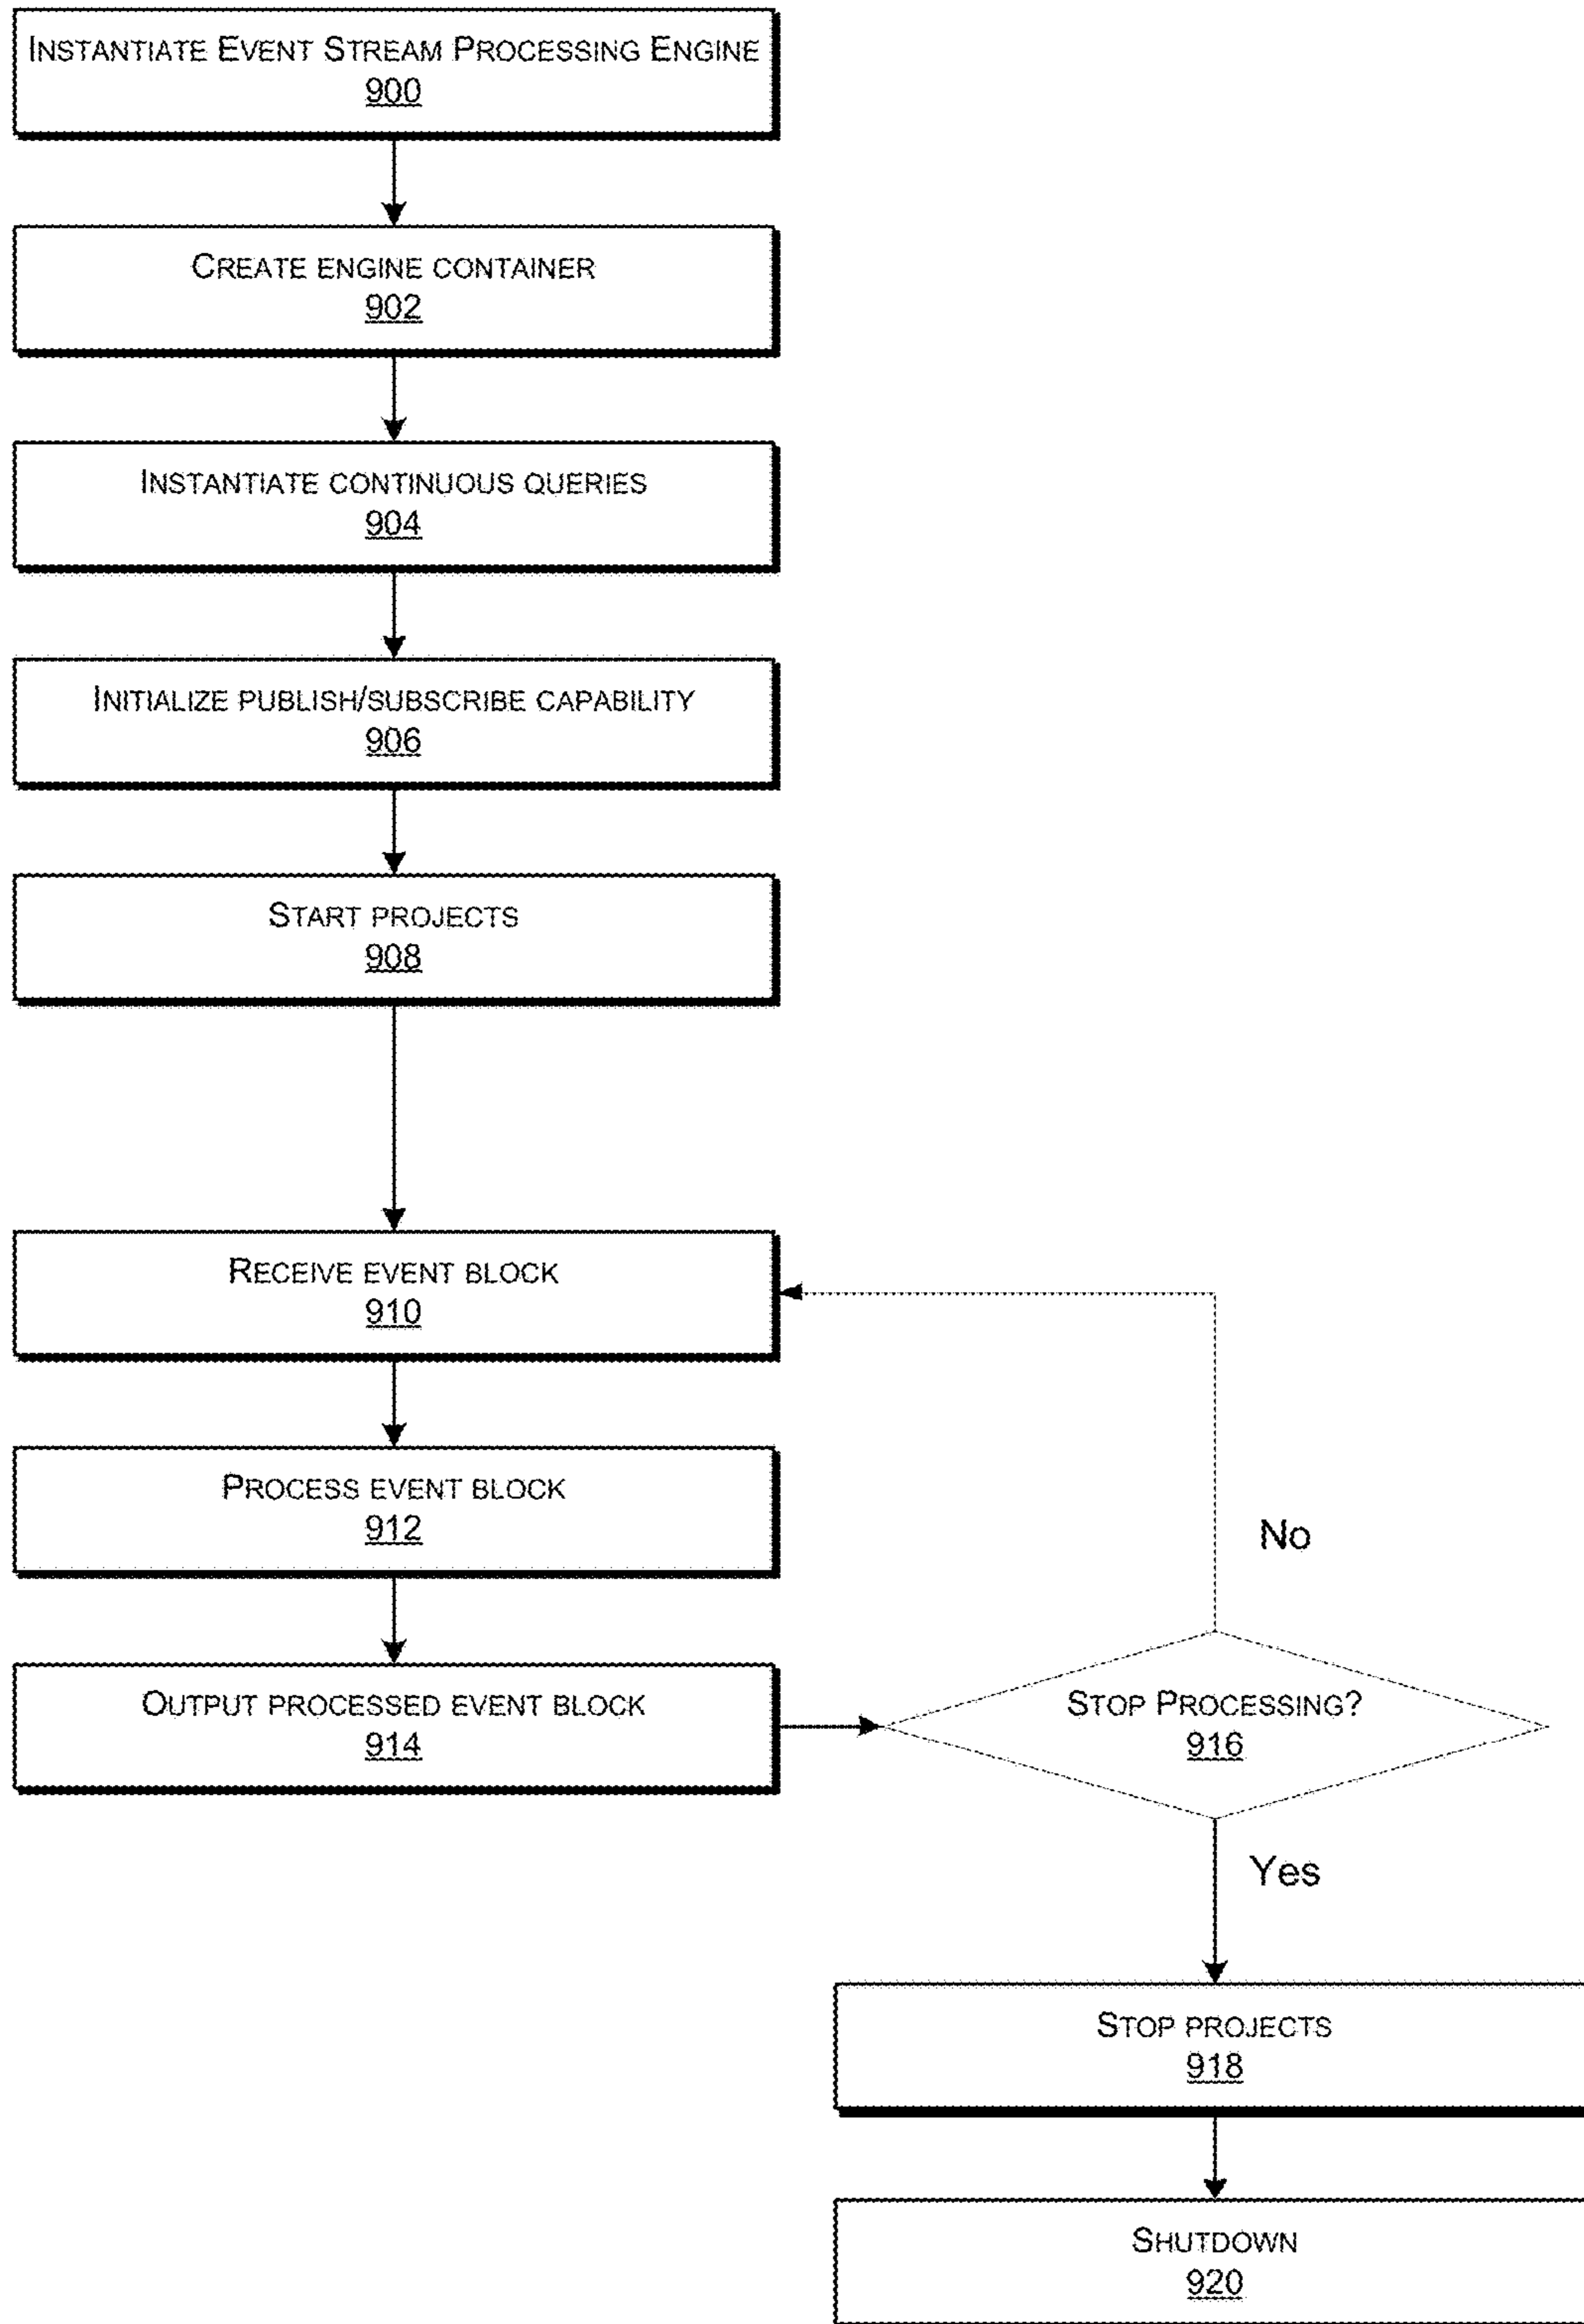 Instantiate Event Stream Processing Engine
900
Create engine container
902
Instantiate continuous queries
904
Initialize publish/subscribe capability
906
Start projects
908
Receive event block
910
Process event block
912
No
Output processed event block
914
Stop Processing?
916
Yes
Stop projects
918
Shutdown
920